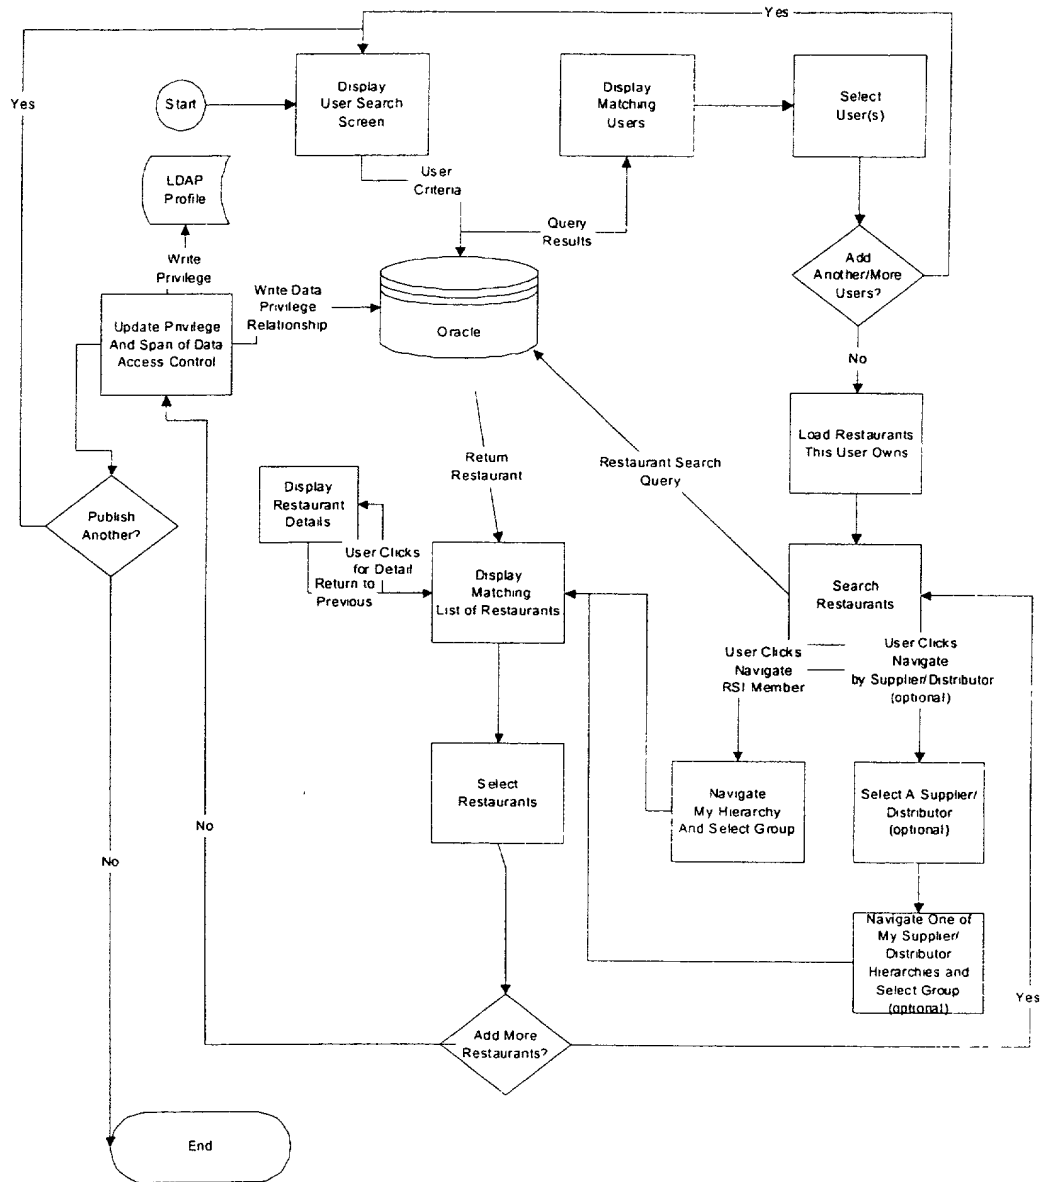 Yes
Yes
Start
Display
User Search
Screen
Display
Matching
Users
Select
User(s)
LDAP
Profile
User
Criteria
Query
Results
Write
Privilege
Add
Another/More
Users?
Write Data
Privilege
Relationship
Update Privilege
And Span of Data
Access Control
Oracle
No
Load Restaurants
This User Owns
Return
Restaurant
Restaurant Search
Query
Display
Restaurant
Details
Publish
Another?
User Clicks
for Detail
Return to
Previous
Display
Matching
List of Restaurants
Search
Restaurants
User Clicks
Navigate
RSI Member
User Clicks
Navigate
by Supplier/Distributor
(optional)
Select
Restaurants
Navigate
My Hierarchy
And Select Group
Select A Supplier/
Distributor
(optional)
No
No
Navigate One of
My Supplier/
Distributor
Hierarchies and
Select Group
(optional)
Yes
Add More
Restaurants?
End